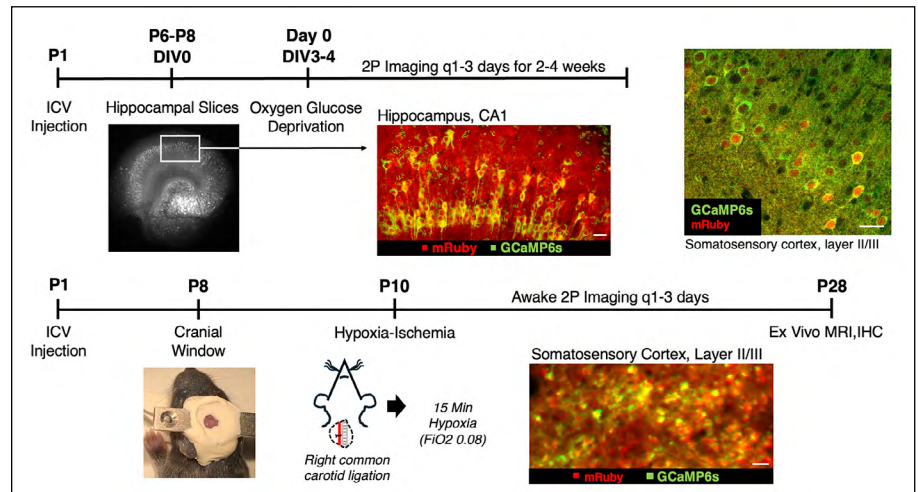 P1
P6-P8
DIV0
Day 0
DIV3-4
2P Imaging q1-3 days for 2-4 weeks
ICV
Injection
Hippocampal Slices
Oxygen Glucose
Deprivation
Hippocampus, CA1
mRuby GCaMP6s
GCaMP6s
mRuby
Somatosensory cortex, layer II/III
P1
P8
P10
Awake 2P Imaging q1-3 days
P28
ICV
Injection
Cranial
Window
Hypoxia-Ischemia
Ex Vivo MRI,IHC
Right common
carotid ligation
15 Min
Hypoxia
(FiO2 0.08)
Somatosensory Cortex, Layer II/III
mRuby GCaMP6s